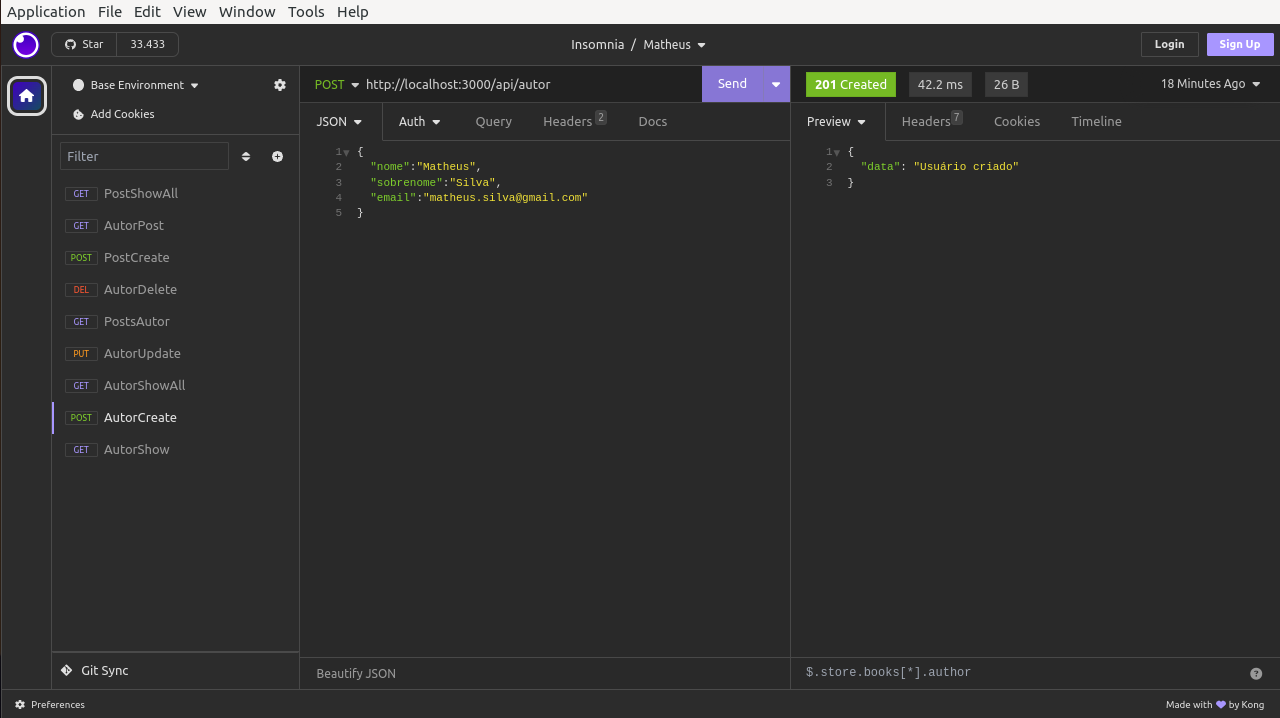 Application File Edit View Window Tools Help
Star 33.433
Insomnia / Matheus
Login Sign Up
Base Environment
Add Cookies
Filter
GET PostShowAll
GET AutorPost
POST PostCreate
DEL AutorDelete
GET PostsAutor
PUT AutorUpdate
GET AutorShowAll
POST AutorCreate
GET AutorShow
Git Sync
POST http://localhost:3000/api/autor Send
JSON Auth Query Headers 2 Docs
1 {
2 "nome":"Matheus",
3 "sobrenome":"Silva",
4 "email":"matheus.silva@gmail.com"
5 }
Beautify JSON
201 Created 42.2 ms 26 B 18 Minutes Ago
Preview Headers 7 Cookies Timeline
1 {
2 "data": "Usuário criado"
3 }
$.store.books[*].author ?
Preferences
Made with 💜 by Kong